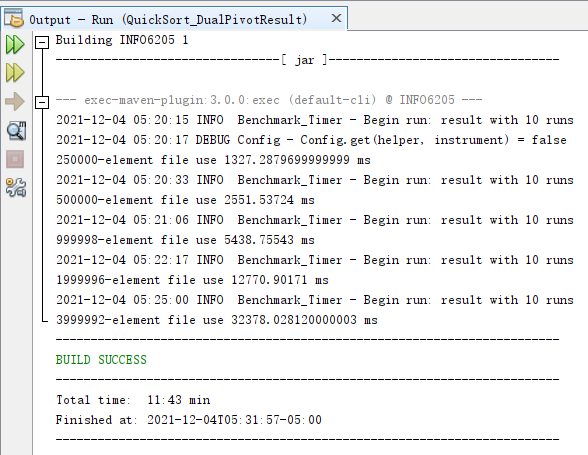 Output - Run (QuickSort_DualPivotResult)
Building INFO6205 1
--------------------------------[ jar ]---------------------------------
--- exec-maven-plugin:3.0.0:exec (default-cli) @ INFO6205 ---
2021-12-04 05:20:15 INFO  Benchmark_Timer - Begin run: result with 10 runs
2021-12-04 05:20:17 DEBUG Config - Config.get(helper, instrument) = false
250000-element file use 1327.2879699999999 ms
2021-12-04 05:20:33 INFO  Benchmark_Timer - Begin run: result with 10 runs
500000-element file use 2551.53724 ms
2021-12-04 05:21:06 INFO  Benchmark_Timer - Begin run: result with 10 runs
999998-element file use 5438.75543 ms
2021-12-04 05:22:17 INFO  Benchmark_Timer - Begin run: result with 10 runs
1999996-element file use 12770.90171 ms
2021-12-04 05:25:00 INFO  Benchmark_Timer - Begin run: result with 10 runs
3999992-element file use 32378.028120000003 ms
------------------------------------------------------------------------
BUILD SUCCESS
------------------------------------------------------------------------
Total time:  11:43 min
Finished at: 2021-12-04T05:31:57-05:00
------------------------------------------------------------------------